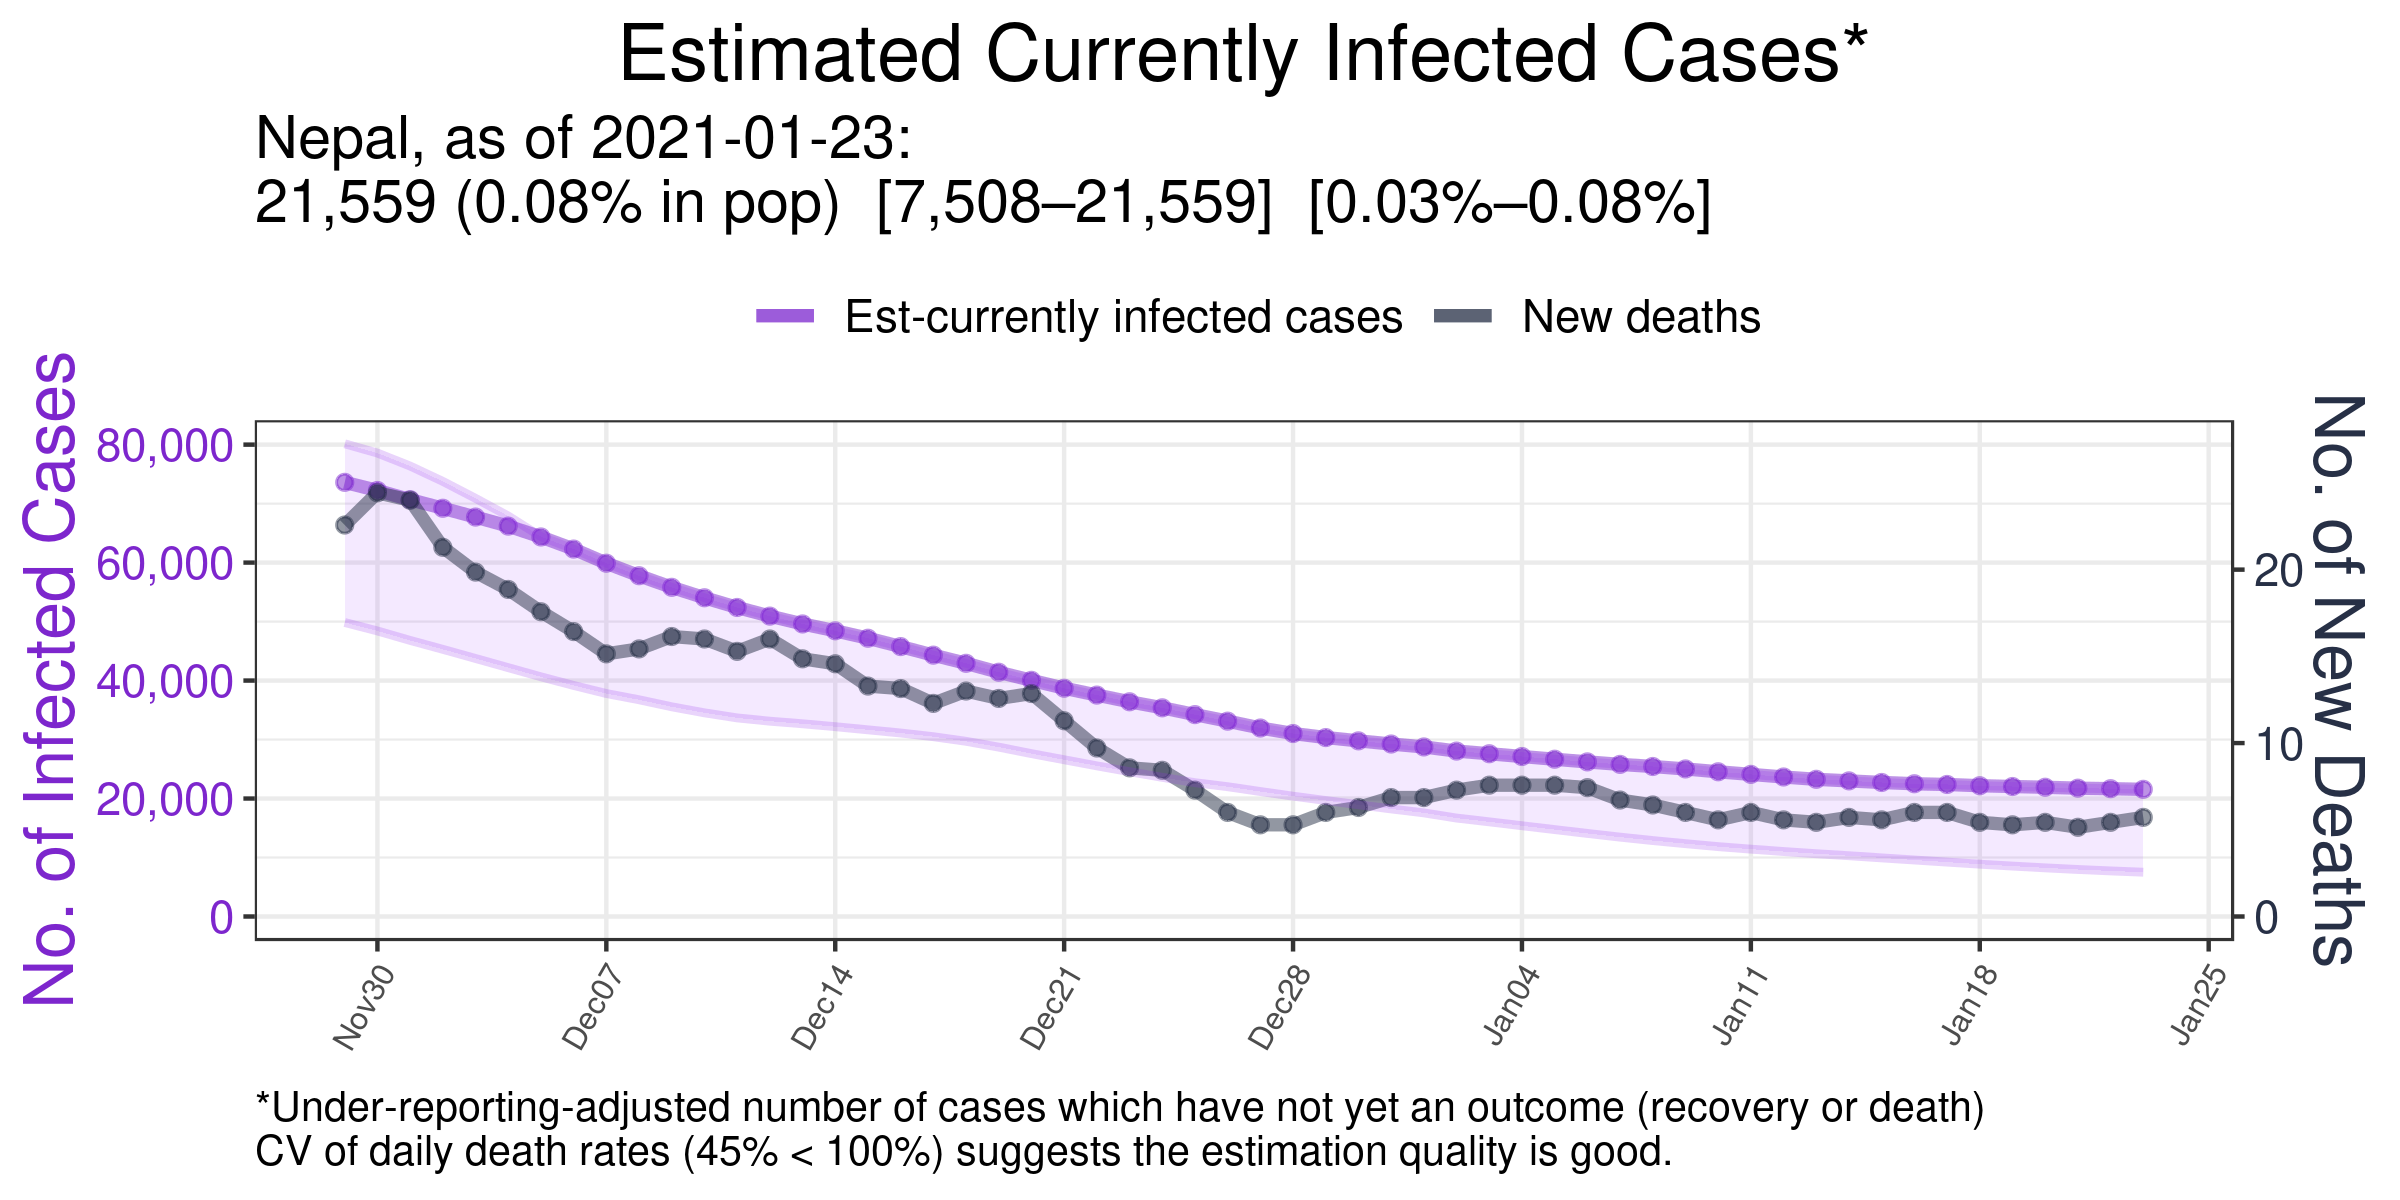 Estimated Currently Infected Cases*
Nepal, as of 2021-01-23:
21,559 (0.08% in pop)  [7,508–21,559]  [0.03%–0.08%]
Est-currently infected cases
New deaths
No. of Infected Cases
80,000
60,000
40,000
20,000
0
No. of New Deaths
20
10
0
Nov30
Dec07
Dec14
Dec21
Dec28
Jan04
Jan11
Jan18
Jan25
*Under-reporting-adjusted number of cases which have not yet an outcome (recovery or death)
CV of daily death rates (45% < 100%) suggests the estimation quality is good.